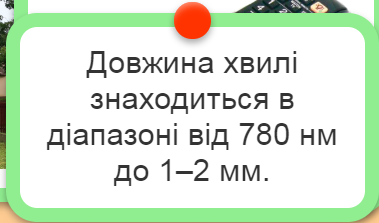 Довжина хвилі
знаходиться в
діапазоні від 780 нм
до 1–2 мм.